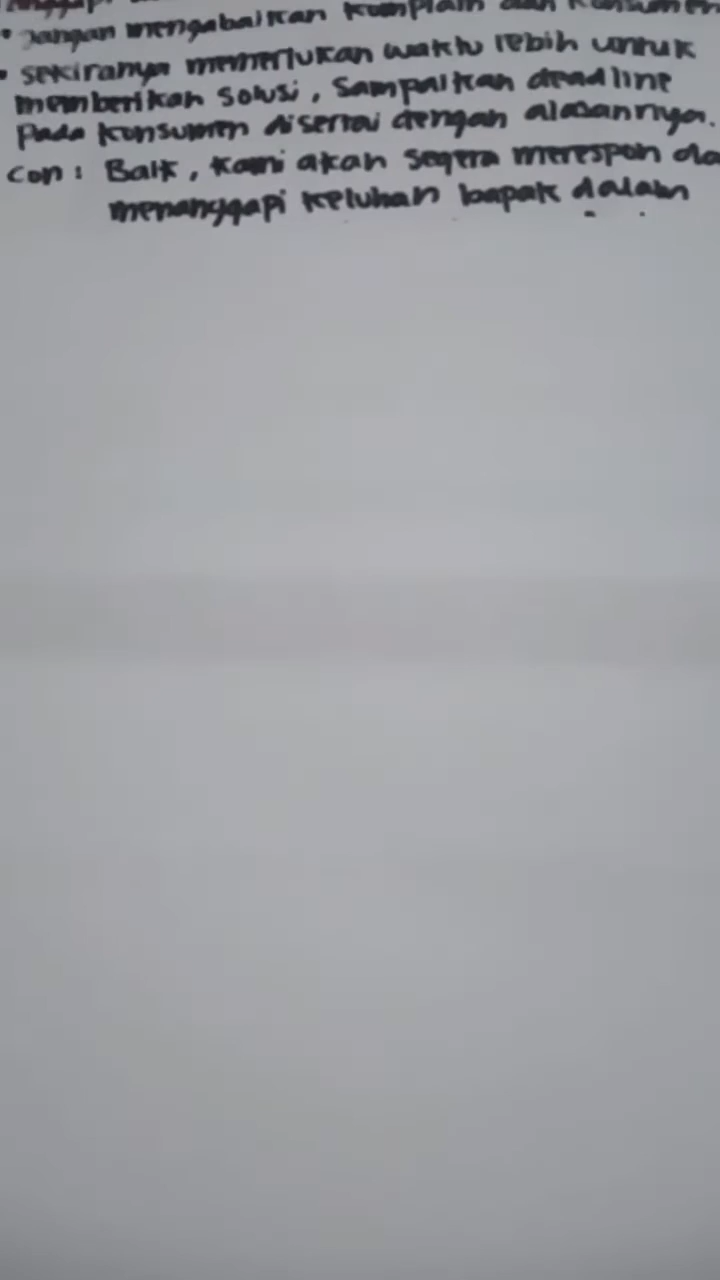 • Jangan mengabaikan komplain dari konsumen
• sekiranya memerlukan waktu lebih untuk
memberikan solusi, sampaikan deadline
pada konsumen disertai dengan alasannya.
Con: Baik, kami akan segera merespon da
menanggapi keluhan bapak dalam